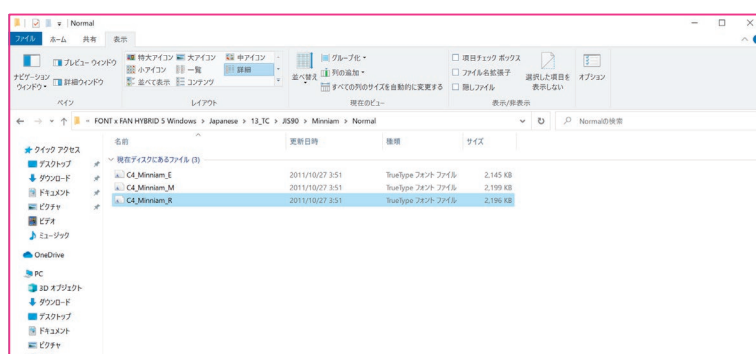 Normal
ファイル ホーム 共有 表示
ナビゲーション ウィンドウ
プレビュー ウィンドウ
詳細ウィンドウ
特大アイコン 大アイコン 中アイコン
小アイコン 一覧 詳細
並べて表示 コンテンツ
並べ替え
グループ化
列の追加
すべての列のサイズを自動的に変更する
項目チェック ボックス
ファイル名拡張子
隠しファイル
選択した項目を 表示しない
オプション
ペイン レイアウト 現在のビュー 表示/非表示
FONT x FAN HYBRID 5 Windows > Japanese > 13_TC > JIS90 > Minniam > Normal
Normalの検索
名前 更新日時 種類 サイズ
現在ディスクにあるファイル (3)
C4_Minniam_E 2011/10/27 3:51 TrueType フォント ファイル 2,145 KB
C4_Minniam_M 2011/10/27 3:51 TrueType フォント ファイル 2,199 KB
C4_Minniam_R 2011/10/27 3:51 TrueType フォント ファイル 2,196 KB
クイック アクセス
デスクトップ
ダウンロード
ドキュメント
ピクチャ
ビデオ
ミュージック
OneDrive
PC
3D オブジェクト
ダウンロード
デスクトップ
ドキュメント
ピクチャ